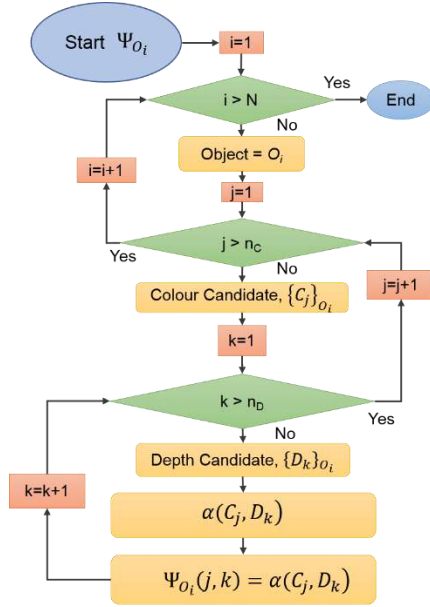 Start Ψ_{O_i}
i=1
i > N
Yes
End
No
Object = O_i
i=i+1
j=1
j > n_C
Yes
No
j=j+1
Colour Candidate, {C_j}_{O_i}
k=1
k > n_D
Yes
No
Depth Candidate, {D_k}_{O_i}
k=k+1
α(C_j, D_k)
Ψ_{O_i}(j, k) = α(C_j, D_k)